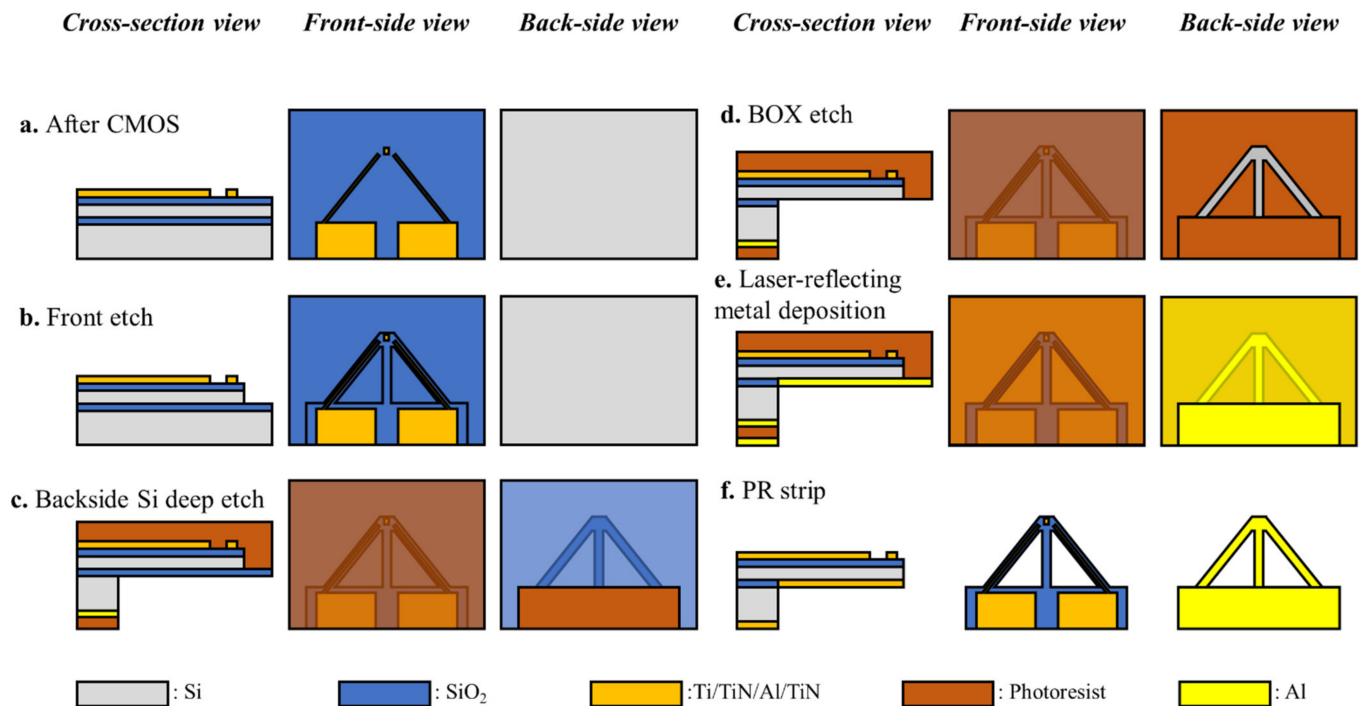 Cross-section view Front-side view Back-side view Cross-section view Front-side view Back-side view
a. After CMOS
b. Front etch
c. Backside Si deep etch
d. BOX etch
e. Laser-reflecting
metal deposition
f. PR strip
: Si : SiO₂ :Ti/TiN/Al/TiN : Photoresist : Al